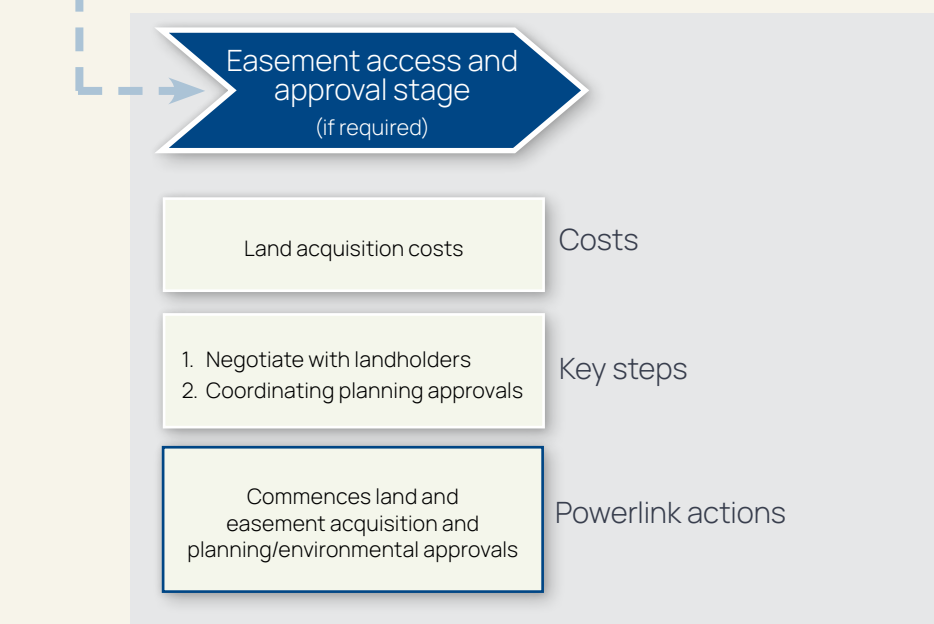 Easement access and
approval stage
(if required)
Land acquisition costs
Costs
1. Negotiate with landholders
2. Coordinating planning approvals
Key steps
Commences land and
easement acquisition and
planning/environmental approvals
Powerlink actions